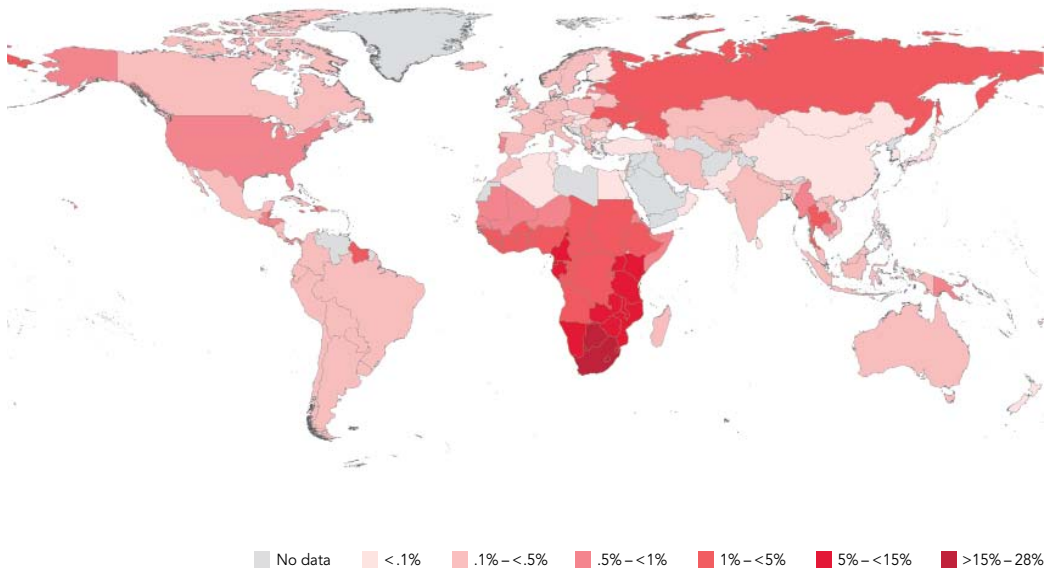 No data <.1% .1% – <.5% .5% – <1% 1% – <5% 5% – <15% >15% – 28%